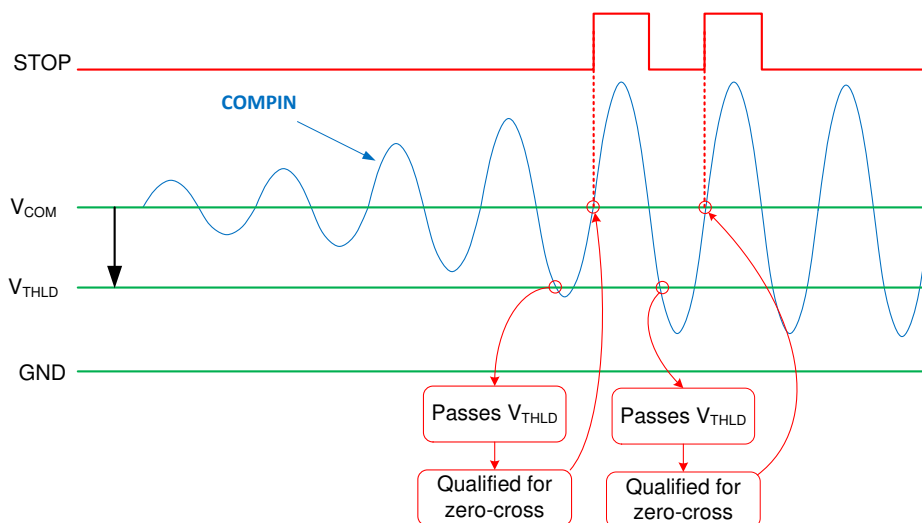 STOP
COMPIN
VCOM
VTHLD
GND
Passes VTHLD
Passes VTHLD
Qualified for
zero-cross
Qualified for
zero-cross